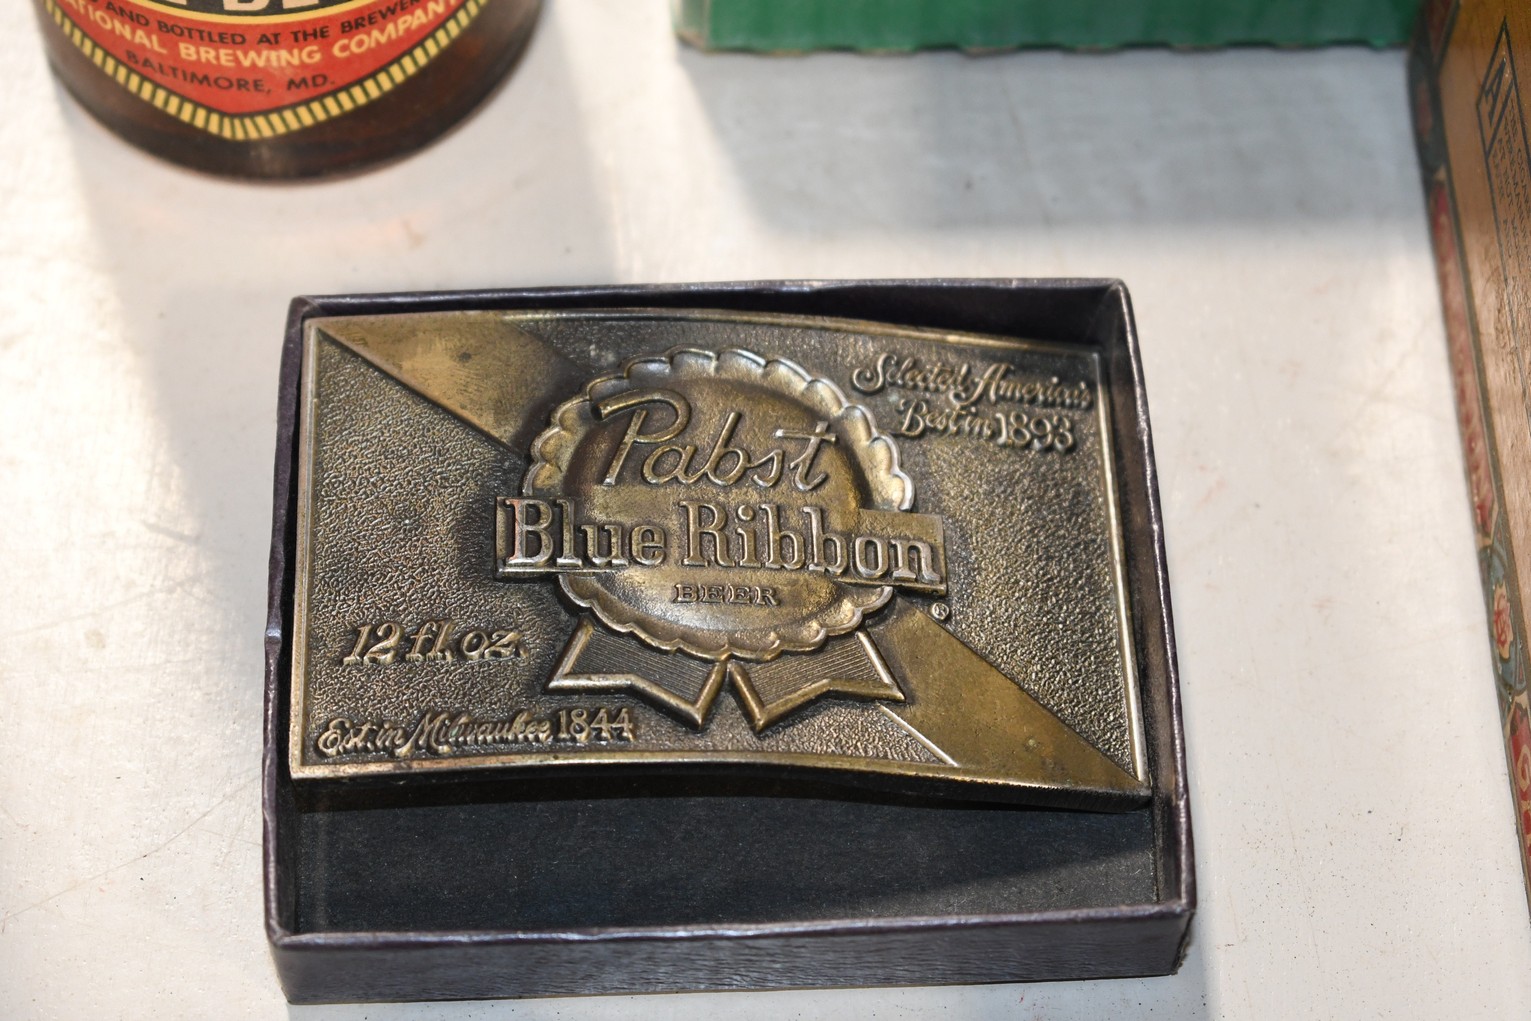 AND BOTTLED AT THE
NATIONAL BREWING COMPANY
BALTIMORE, MD.
Selected America's
Best in 1893
Pabst
Blue Ribbon
BEER
®
12 fl. oz.
Est. in Milwaukee 1844